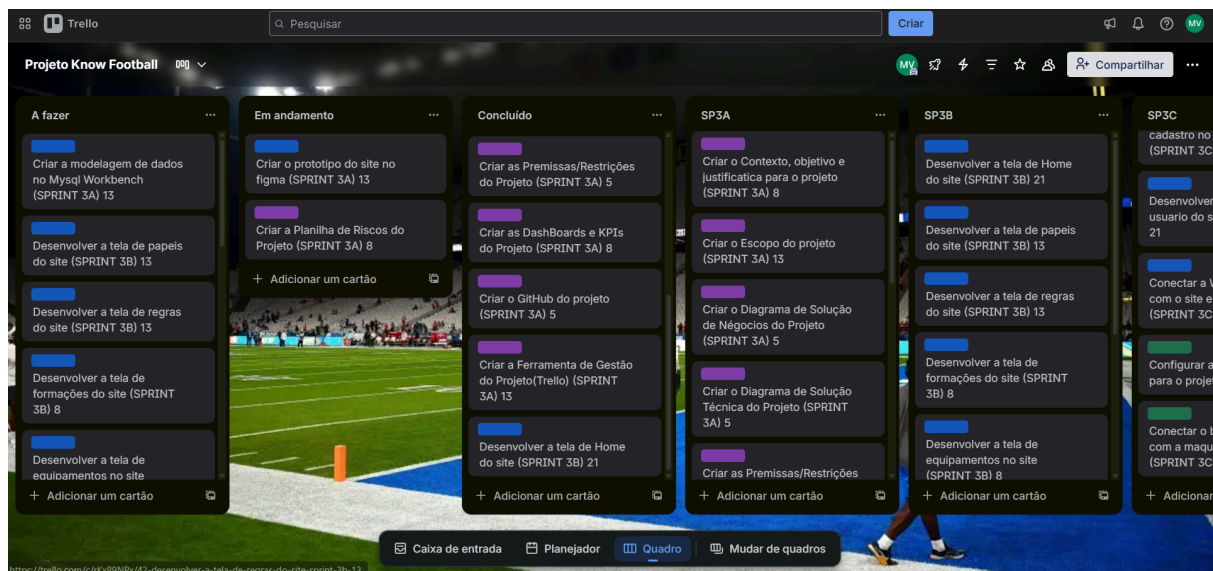 Trello
Pesquisar
Criar
MV
Projeto Know Football
MV
Compartilhar
A fazer
Criar a modelagem de dados
no Mysql Workbench
(SPRINT 3A) 13
Desenvolver a tela de papeis
do site (SPRINT 3B) 13
Desenvolver a tela de regras
do site (SPRINT 3B) 13
Desenvolver a tela de
formações do site (SPRINT
3B) 8
Desenvolver a tela de
equipamentos no site
+ Adicionar um cartão
Em andamento
Criar o prototipo do site no
figma (SPRINT 3A) 13
Criar a Planilha de Riscos do
Projeto (SPRINT 3A) 8
+ Adicionar um cartão
Concluído
Criar as Premissas/Restrições
do Projeto (SPRINT 3A) 5
Criar as DashBoards e KPIs
do Projeto (SPRINT 3A) 8
Criar o GitHub do projeto
(SPRINT 3A) 5
Criar a Ferramenta de Gestão
do Projeto(Trello) (SPRINT
3A) 13
Desenvolver a tela de Home
do site (SPRINT 3B) 21
+ Adicionar um cartão
SP3A
Criar o Contexto, objetivo e
justificatica para o projeto
(SPRINT 3A) 8
Criar o Escopo do projeto
(SPRINT 3A) 13
Criar o Diagrama de Solução
de Négocios do Projeto
(SPRINT 3A) 5
Criar o Diagrama de Solução
Técnica do Projeto (SPRINT
3A) 5
Criar as Premissas/Restrições
+ Adicionar um cartão
SP3B
Desenvolver a tela de Home
do site (SPRINT 3B) 21
Desenvolver a tela de papeis
do site (SPRINT 3B) 13
Desenvolver a tela de regras
do site (SPRINT 3B) 13
Desenvolver a tela de
formações do site (SPRINT
3B) 8
Desenvolver a tela de
equipamentos no site
(SPRINT 3B) 8
+ Adicionar um cartão
SP3C
cadastro no
(SPRINT 3C
Desenvolver
usuario do s
21
Conectar a
com o site e
(SPRINT 3C
Configurar a
para o proje
Conectar o b
com a maqu
(SPRINT 3C
+ Adicionar
Caixa de entrada
Planejador
Quadro
Mudar de quadros